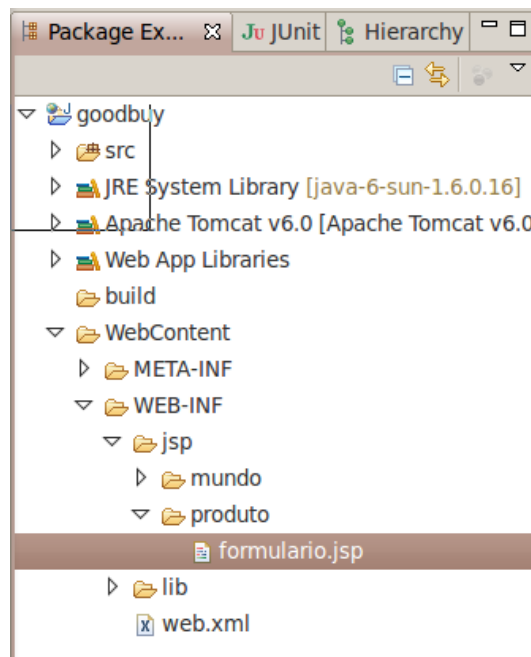 Package Ex... JUnit Hierarchy
goodbuy
src
JRE System Library [java-6-sun-1.6.0.16]
Apache Tomcat v6.0 [Apache Tomcat v6.0
Web App Libraries
build
WebContent
META-INF
WEB-INF
jsp
mundo
produto
formulario.jsp
lib
web.xml